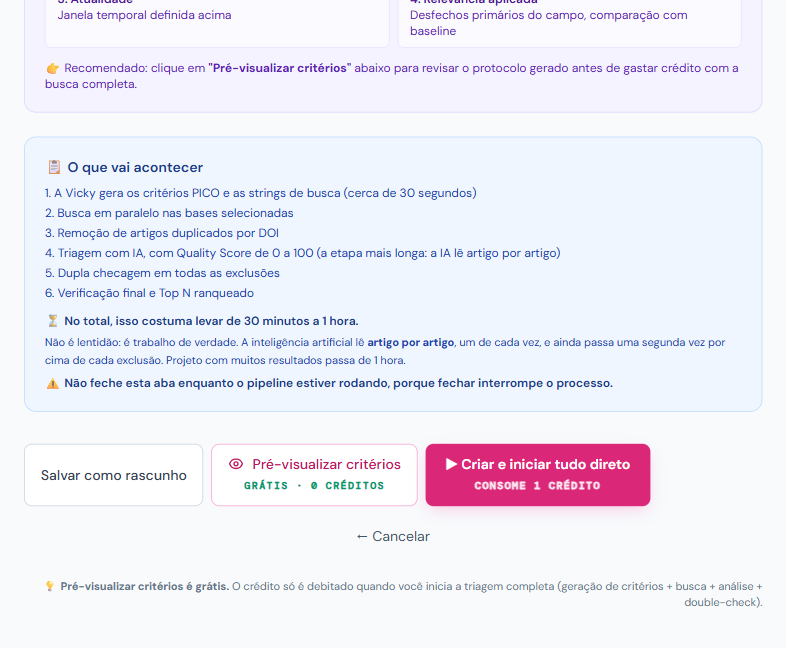 3. Atualidade
Janela temporal definida acima
4. Relevância aplicada
Desfechos primários do campo, comparação com
baseline
👉 Recomendado: clique em "Pré-visualizar critérios" abaixo para revisar o protocolo gerado antes de gastar crédito com a
busca completa.
📋 O que vai acontecer
1. A Vicky gera os critérios PICO e as strings de busca (cerca de 30 segundos)
2. Busca em paralelo nas bases selecionadas
3. Remoção de artigos duplicados por DOI
4. Triagem com IA, com Quality Score de 0 a 100 (a etapa mais longa: a IA lê artigo por artigo)
5. Dupla checagem em todas as exclusões
6. Verificação final e Top N ranqueado
⏳ No total, isso costuma levar de 30 minutos a 1 hora.
Não é lentidão: é trabalho de verdade. A inteligência artificial lê artigo por artigo, um de cada vez, e ainda passa uma segunda vez por
cima de cada exclusão. Projeto com muitos resultados passa de 1 hora.
⚠️ Não feche esta aba enquanto o pipeline estiver rodando, porque fechar interrompe o processo.
Salvar como rascunho
Pré-visualizar critérios
GRÁTIS · 0 CRÉDITOS
▶ Criar e iniciar tudo direto
CONSOME 1 CRÉDITO
← Cancelar
💡 Pré-visualizar critérios é grátis. O crédito só é debitado quando você inicia a triagem completa (geração de critérios + busca + análise +
double-check).